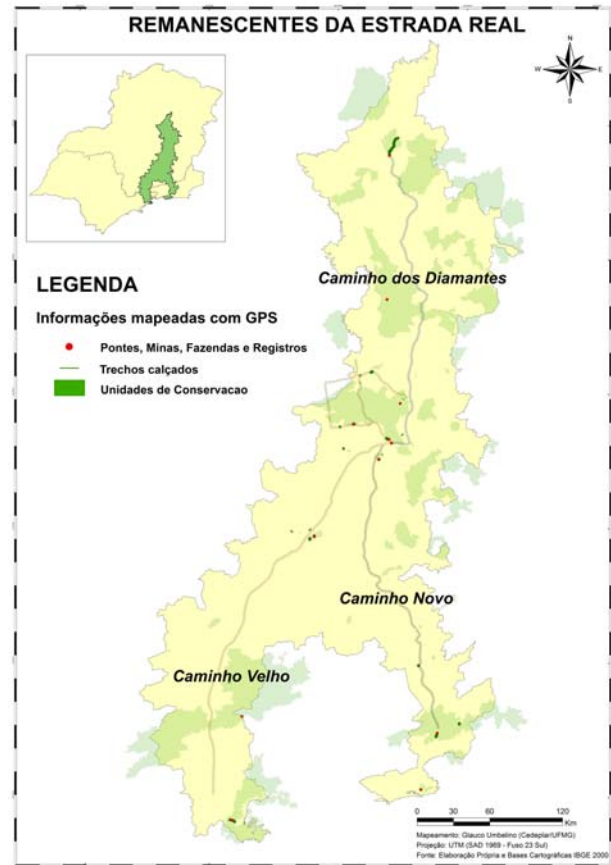 REMANESCENTES DA ESTRADA REAL
N
W E
S
Caminho dos Diamantes
LEGENDA
Informações mapeadas com GPS
Pontes, Minas, Fazendas e Registros
Trechos calçados
Unidades de Conservacao
Caminho Novo
Caminho Velho
0 30 60 120
Km
Mapeamento: Glauco Umbelino (Cedeplar/UFMG)
Projeção: UTM (SAD 1969 - Fuso 23 Sul)
Fonte: Elaboração Própria e Bases Cartográficas IBGE 2000